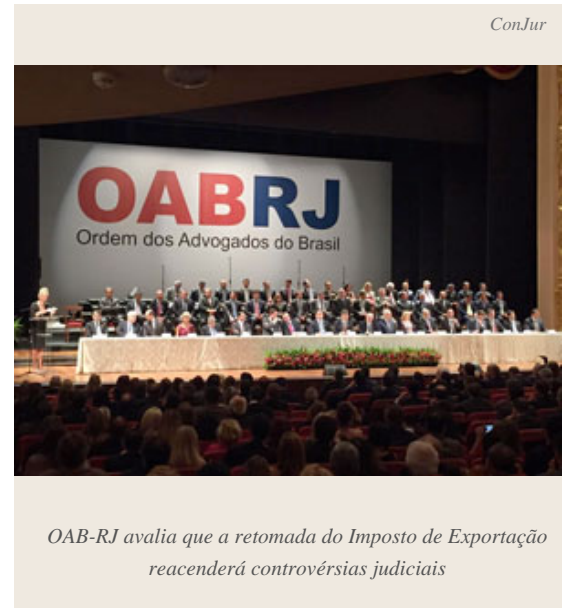 ConJur
OABRJ
Ordem dos Advogados do Brasil
OAB-RJ avalia que a retomada do Imposto de Exportação
reacenderá controvérsias judiciais